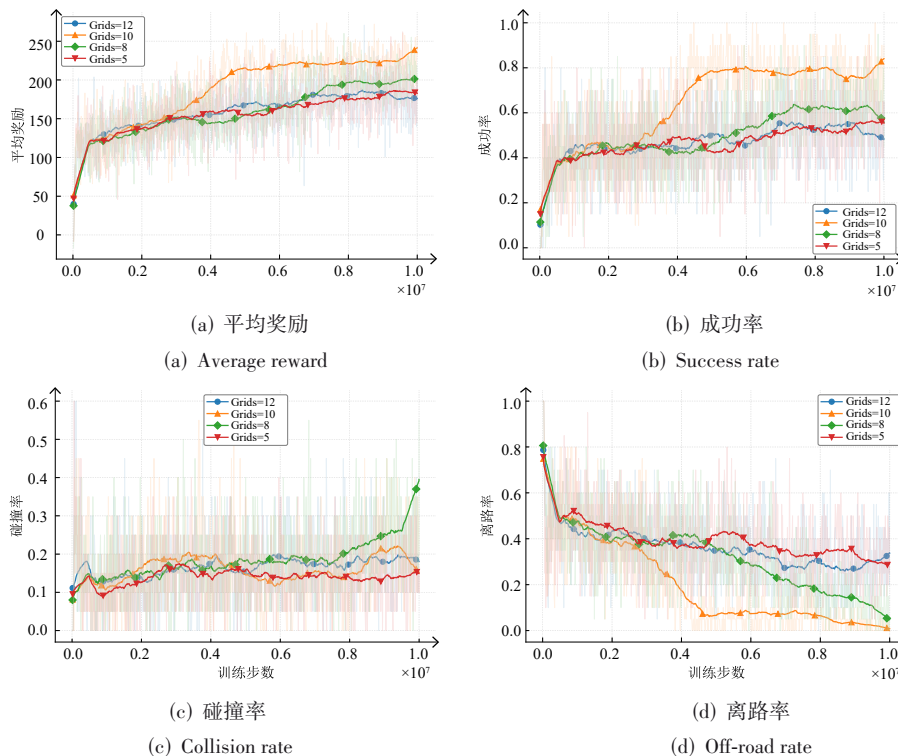 Grids=12
Grids=10
Grids=8
Grids=5
250
200
150
100
50
0
平均奖励
0.0 0.2 0.4 0.6 0.8 1.0
×10⁷
(a) 平均奖励
(a) Average reward
1.0
0.8
0.6
0.4
0.2
0.0
成功率
Grids=12
Grids=10
Grids=8
Grids=5
0.0 0.2 0.4 0.6 0.8 1.0
×10⁷
(b) 成功率
(b) Success rate
0.6
0.5
0.4
0.3
0.2
0.1
0.0
碰撞率
Grids=12
Grids=10
Grids=8
Grids=5
0.0 0.2 0.4 0.6 0.8 1.0
训练步数
×10⁷
(c) 碰撞率
(c) Collision rate
1.0
0.8
0.6
0.4
0.2
0.0
离路率
Grids=12
Grids=10
Grids=8
Grids=5
0.0 0.2 0.4 0.6 0.8 1.0
训练步数
×10⁷
(d) 离路率
(d) Off-road rate